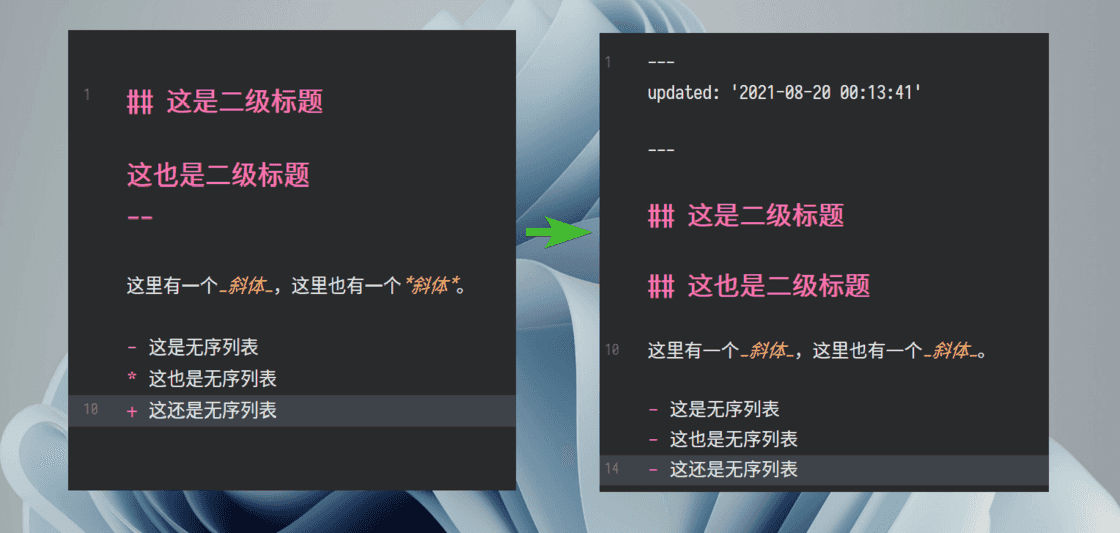 1 ## 这是二级标题
这也是二级标题
--
这里有一个_斜体_，这里也有一个*斜体*。
- 这是无序列表
* 这也是无序列表
10 + 这还是无序列表
1 ---
updated: '2021-08-20 00:13:41'
---
## 这是二级标题
## 这也是二级标题
10 这里有一个_斜体_，这里也有一个_斜体_。
- 这是无序列表
- 这也是无序列表
14 - 这还是无序列表